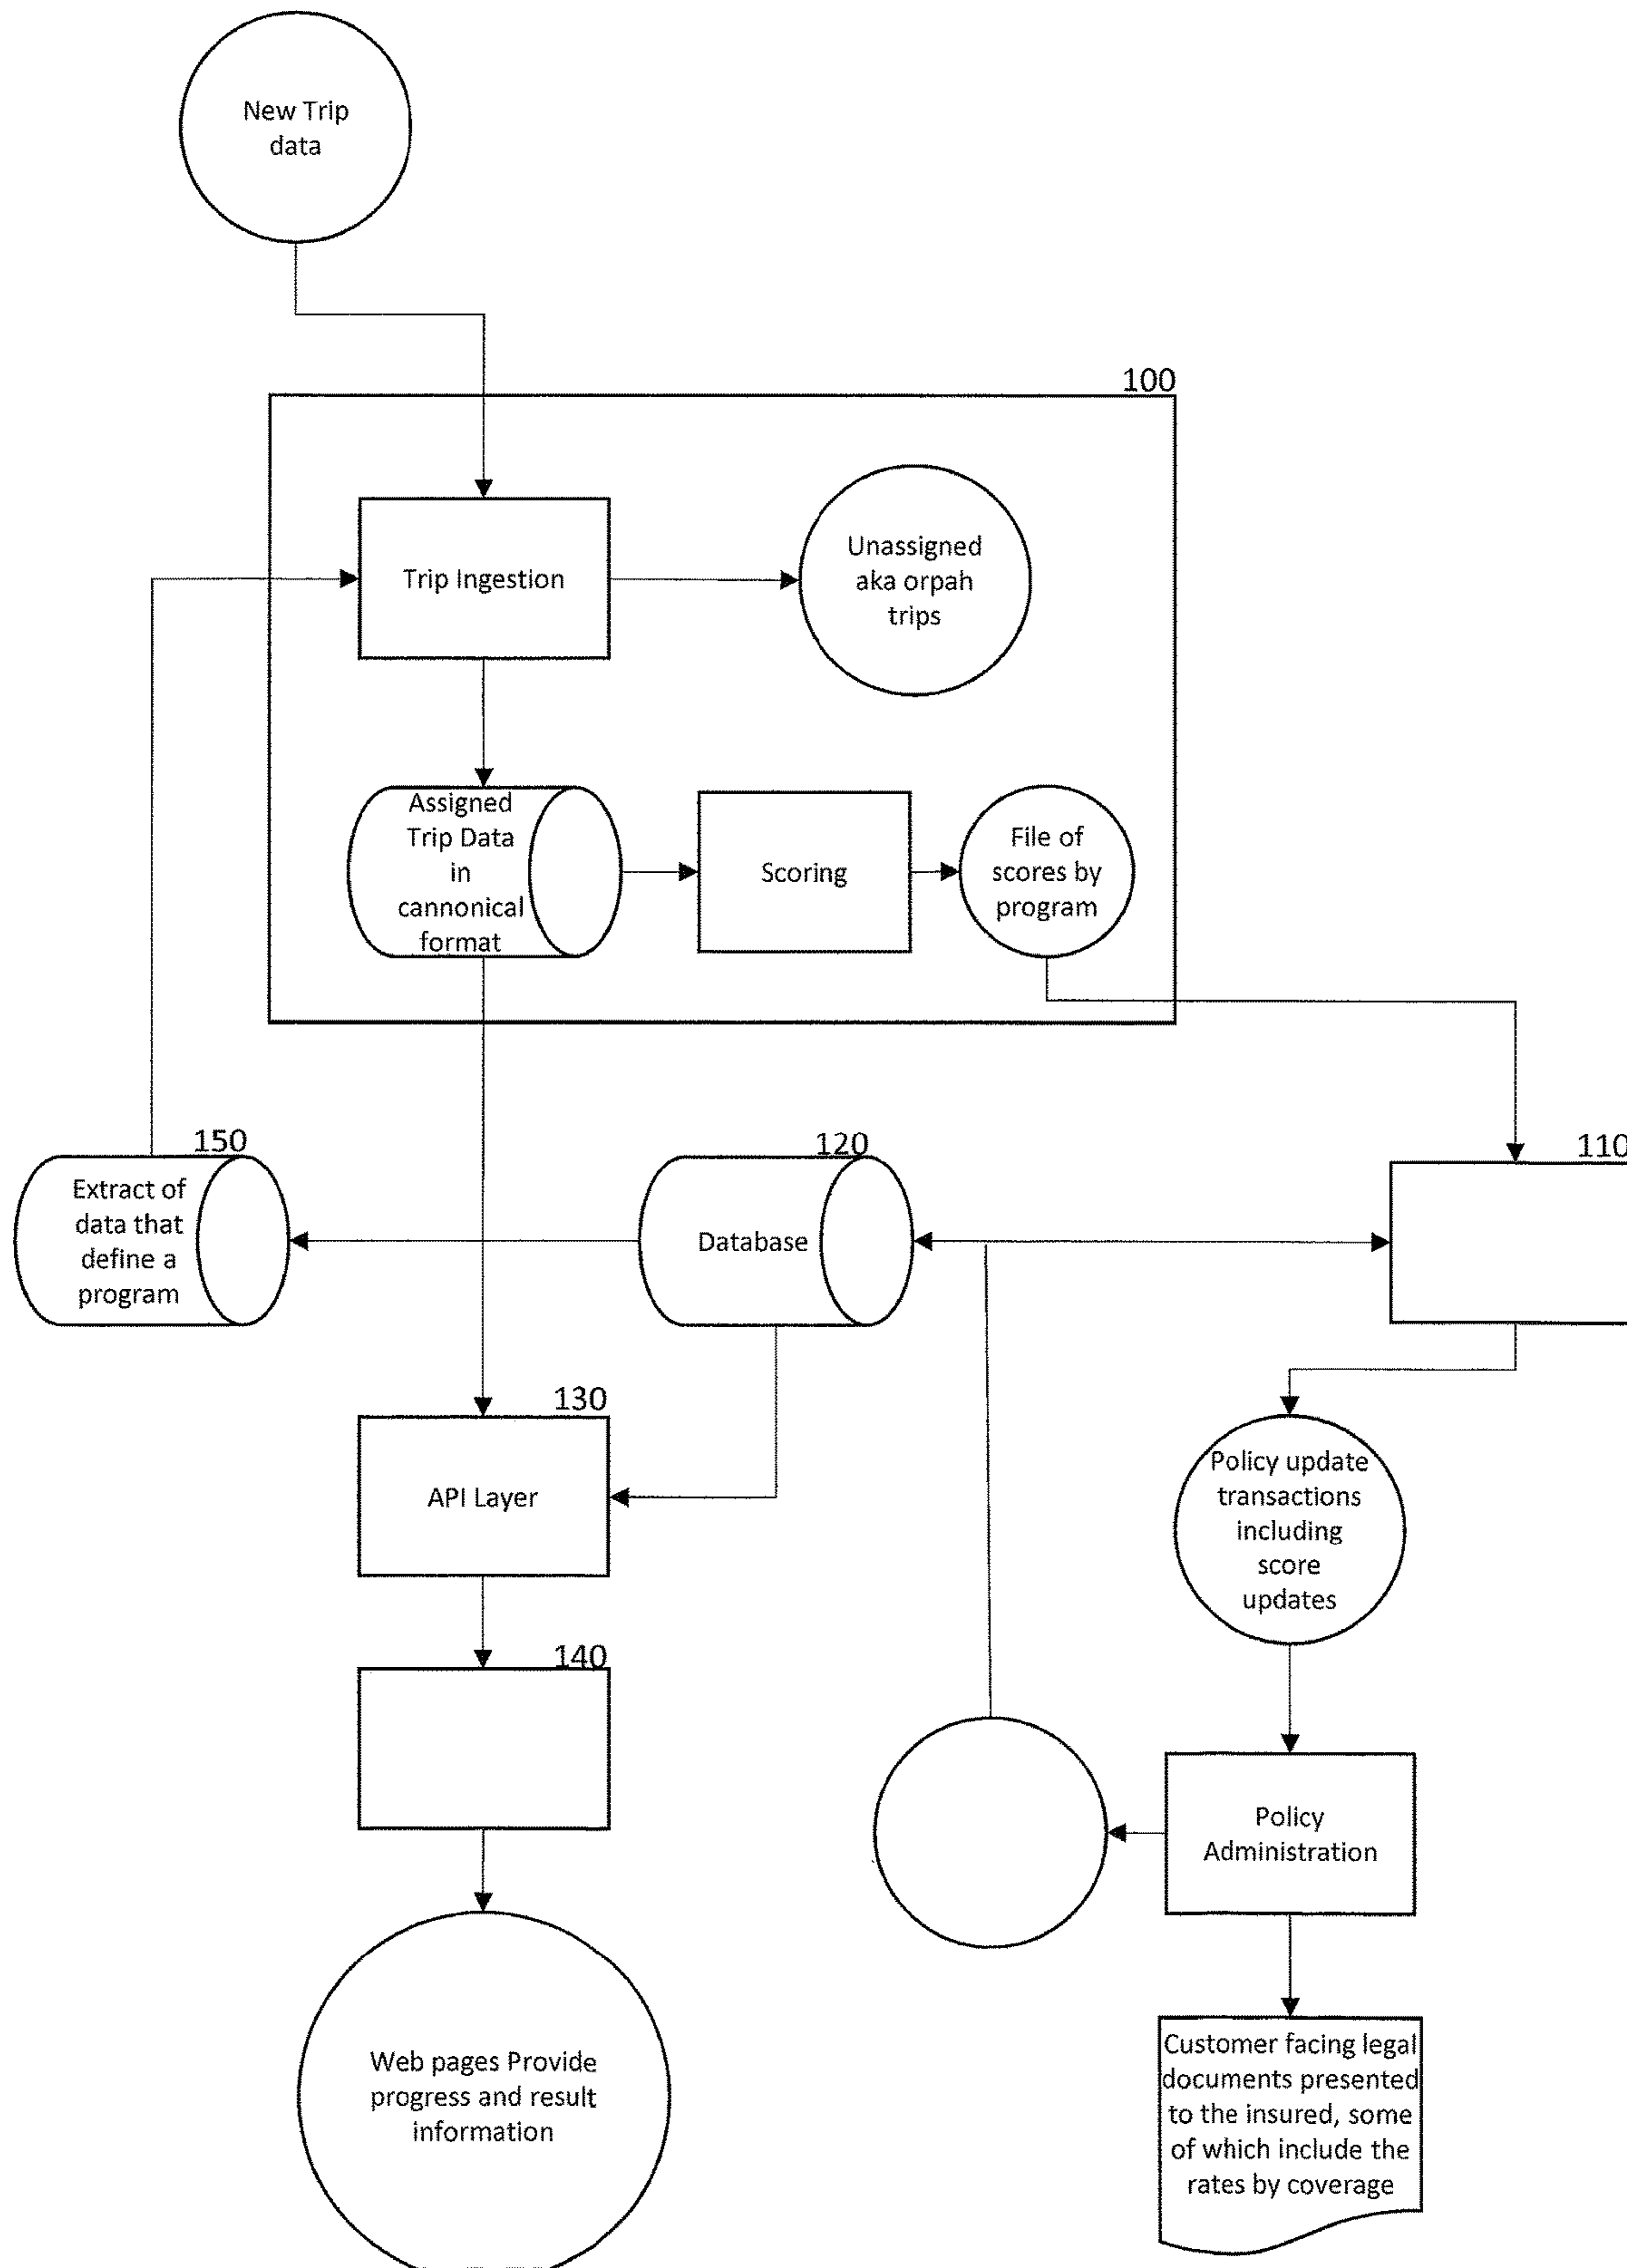 New Trip
data
100
Trip Ingestion
Unassigned
aka orpah
trips
Assigned
Trip Data
in
cannonical
format
Scoring
File of
scores by
program
150
Extract of
data that
define a
program
120
Database
110
130
API Layer
Policy update
transactions
including
score
updates
140
Policy
Administration
Web pages Provide
progress and result
information
Customer facing legal
documents presented
to the insured, some
of which include the
rates by coverage